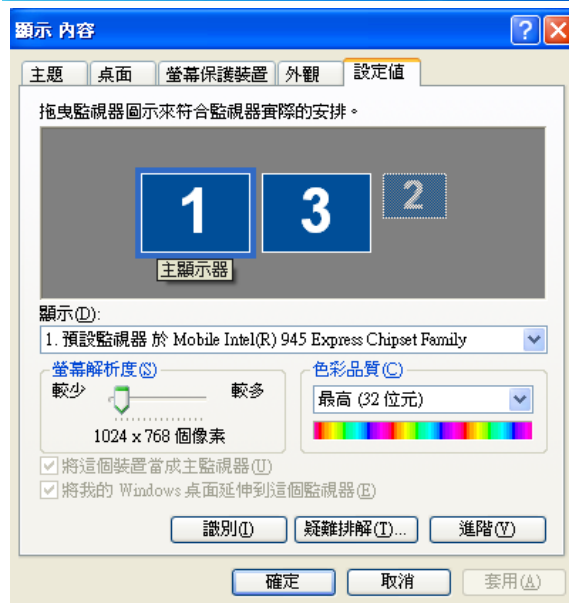 顯示 內容
主題 桌面 螢幕保護裝置 外觀 設定值
拖曳監視器圖示來符合監視器實際的安排。
1 3 2
主顯示器
顯示(D):
1. 預設監視器 於 Mobile Intel(R) 945 Express Chipset Family
螢幕解析度(S) 色彩品質(C)
較少 較多 最高 (32 位元)
1024 x 768 個像素
將這個裝置當成主監視器(U)
將我的 Windows 桌面延伸到這個監視器(E)
識別(I) 疑難排解(T)... 進階(V)
確定 取消 套用(A)